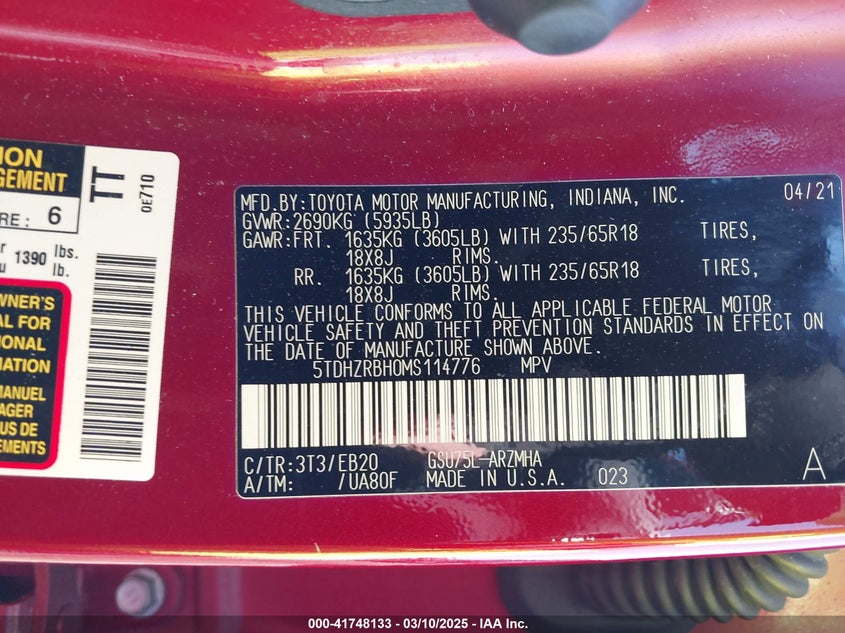 ION
GEMENT
RE: 6
r 1390 lbs.
u lb.
WNER'S
AL FOR
IONAL
MATION
MANUEL
AGER
US DE
EMENTS
TT
0E710
MFD.BY:TOYOTA MOTOR MANUFACTURING, INDIANA, INC. 04/21
GVWR:2690KG (5935LB)
GAWR:FRT. 1635KG (3605LB) WITH 235/65R18 TIRES,
18X8J RIMS.
RR. 1635KG (3605LB) WITH 235/65R18 TIRES,
18X8J RIMS.
THIS VEHICLE CONFORMS TO ALL APPLICABLE FEDERAL MOTOR
VEHICLE SAFETY AND THEFT PREVENTION STANDARDS IN EFFECT ON
THE DATE OF MANUFACTURE SHOWN ABOVE.
5TDHZRBH0MS114776 MPV
C/TR:3T3/EB20 GSU75L-ARZMHA
A/TM: /UA80F MADE IN U.S.A. 023 A
000-41748133 - 03/10/2025 - IAA Inc.